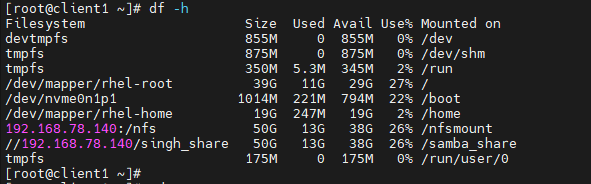 [root@client1 ~]# df -h
Filesystem Size Used Avail Use% Mounted on
devtmpfs 855M 0 855M 0% /dev
tmpfs 875M 0 875M 0% /dev/shm
tmpfs 350M 5.3M 345M 2% /run
/dev/mapper/rhel-root 39G 11G 29G 27% /
/dev/nvme0n1p1 1014M 221M 794M 22% /boot
/dev/mapper/rhel-home 19G 247M 19G 2% /home
192.168.78.140:/nfs 50G 13G 38G 26% /nfsmount
//192.168.78.140/singh_share 50G 13G 38G 26% /samba_share
tmpfs 175M 0 175M 0% /run/user/0
[root@client1 ~]#